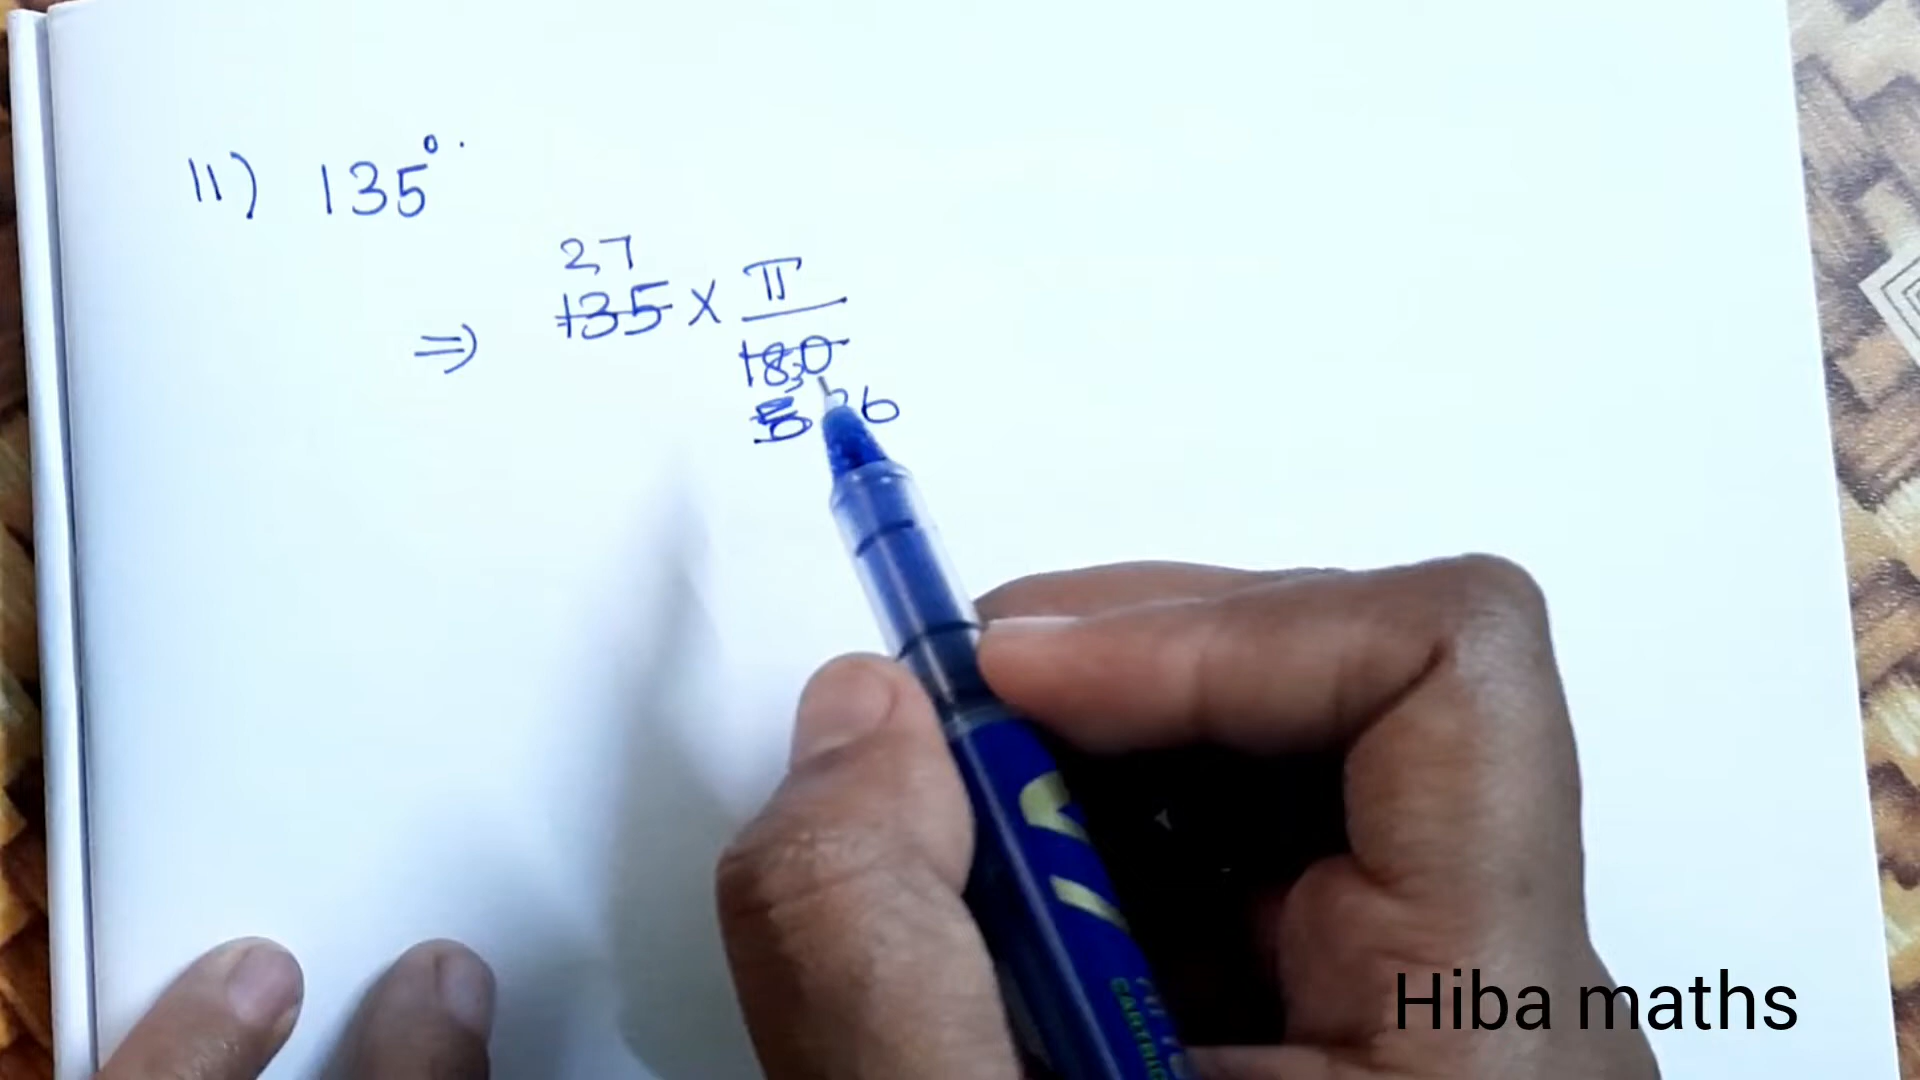 11) 135°.
27
⇒ 135 × π
180
36
Hiba maths